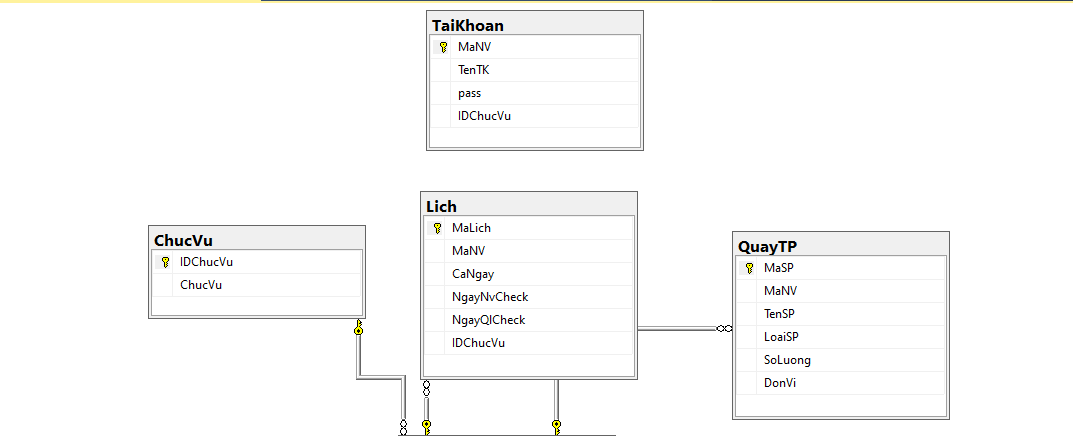 TaiKhoan
MaNV
TenTK
pass
IDChucVu
Lich
MaLich
MaNV
CaNgay
NgayNvCheck
NgayQlCheck
IDChucVu
ChucVu
IDChucVu
ChucVu
QuayTP
MaSP
MaNV
TenSP
LoaiSP
SoLuong
DonVi